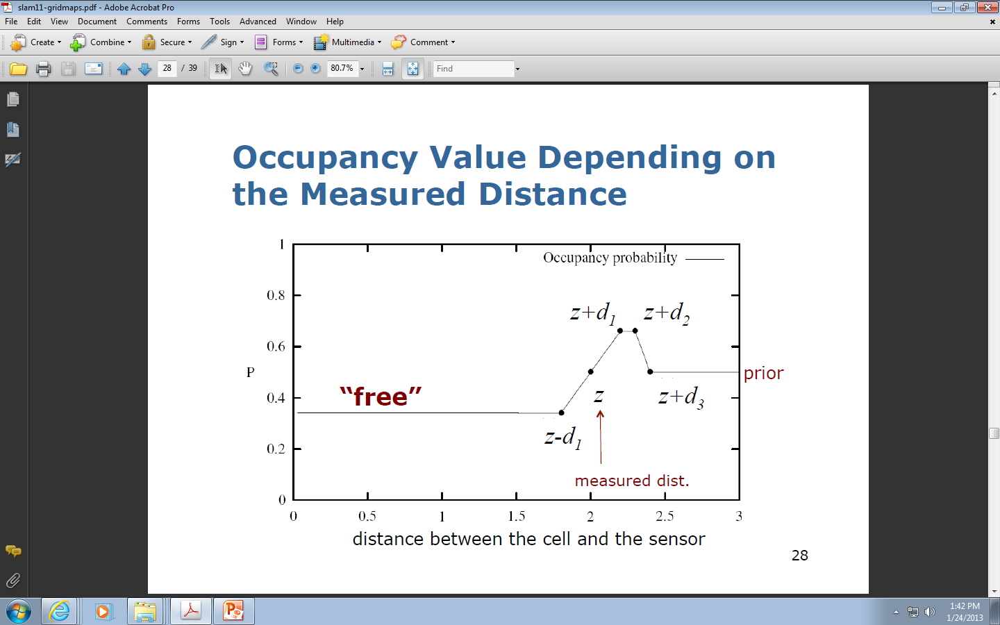 slam11-gridmaps.pdf - Adobe Acrobat Pro
File Edit View Document Comments Forms Tools Advanced Window Help
Create Combine Secure Sign Forms Multimedia Comment
28 / 39 80.7% Find
Occupancy Value Depending on
the Measured Distance
1
Occupancy probability
0.8
z+d1 z+d2
0.6
P
prior
"free"
0.4
z
z+d3
z-d1
0.2
measured dist.
0
0 0.5 1 1.5 2 2.5 3
distance between the cell and the sensor
28
1:42 PM
1/24/2013